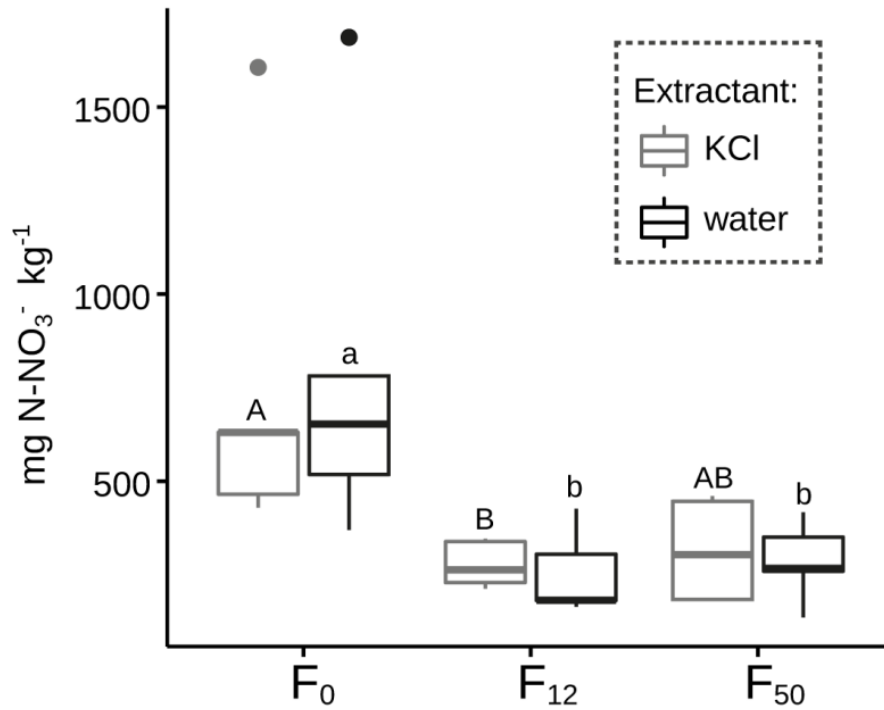 mg N-NO₃⁻ kg⁻¹
1500
1000
500
Extractant:
KCl
water
A
a
B
b
AB
b
F₀
F₁₂
F₅₀